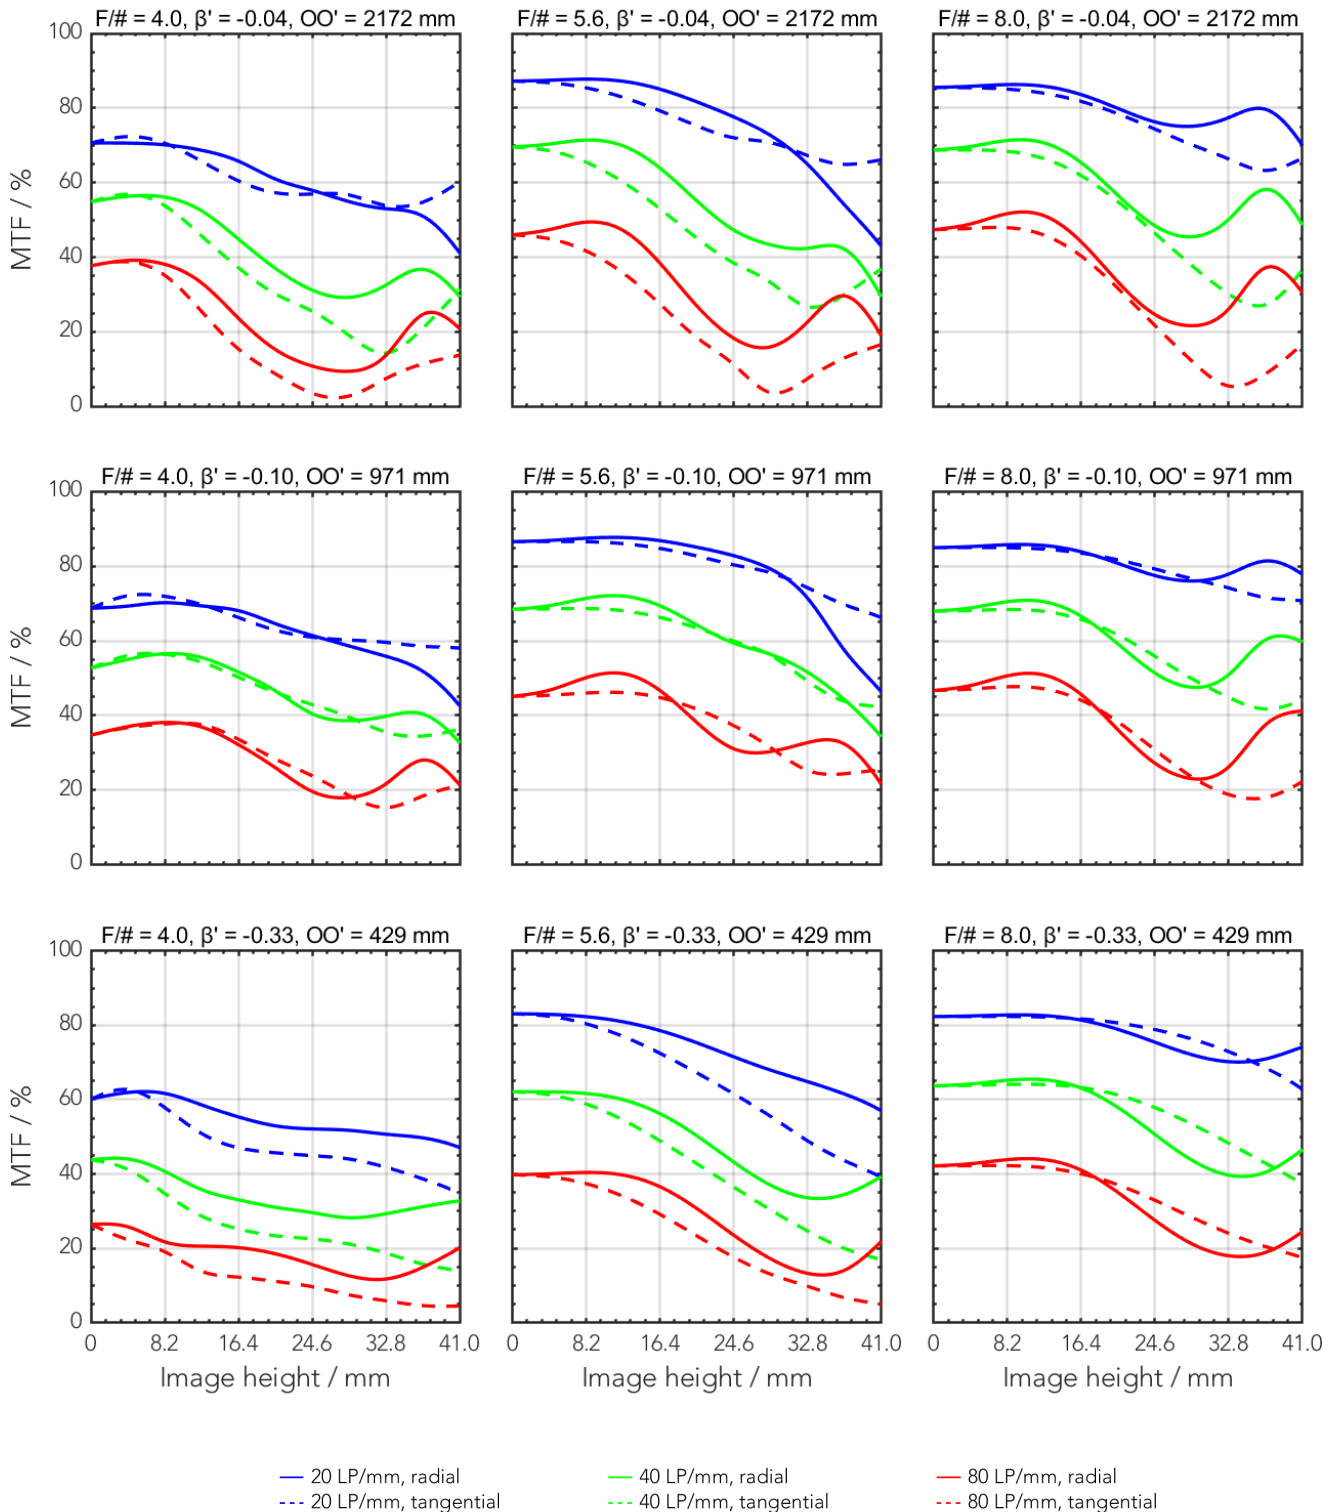 F/# = 4.0, β' = -0.04, OO' = 2172 mm
F/# = 5.6, β' = -0.04, OO' = 2172 mm
F/# = 8.0, β' = -0.04, OO' = 2172 mm
100
80
60
40
20
0
MTF / %
F/# = 4.0, β' = -0.10, OO' = 971 mm
F/# = 5.6, β' = -0.10, OO' = 971 mm
F/# = 8.0, β' = -0.10, OO' = 971 mm
100
80
60
40
20
0
MTF / %
F/# = 4.0, β' = -0.33, OO' = 429 mm
F/# = 5.6, β' = -0.33, OO' = 429 mm
F/# = 8.0, β' = -0.33, OO' = 429 mm
100
80
60
40
20
0
MTF / %
0 8.2 16.4 24.6 32.8 41.0
0 8.2 16.4 24.6 32.8 41.0
0 8.2 16.4 24.6 32.8 41.0
Image height / mm
Image height / mm
Image height / mm
20 LP/mm, radial
40 LP/mm, radial
80 LP/mm, radial
20 LP/mm, tangential
40 LP/mm, tangential
80 LP/mm, tangential